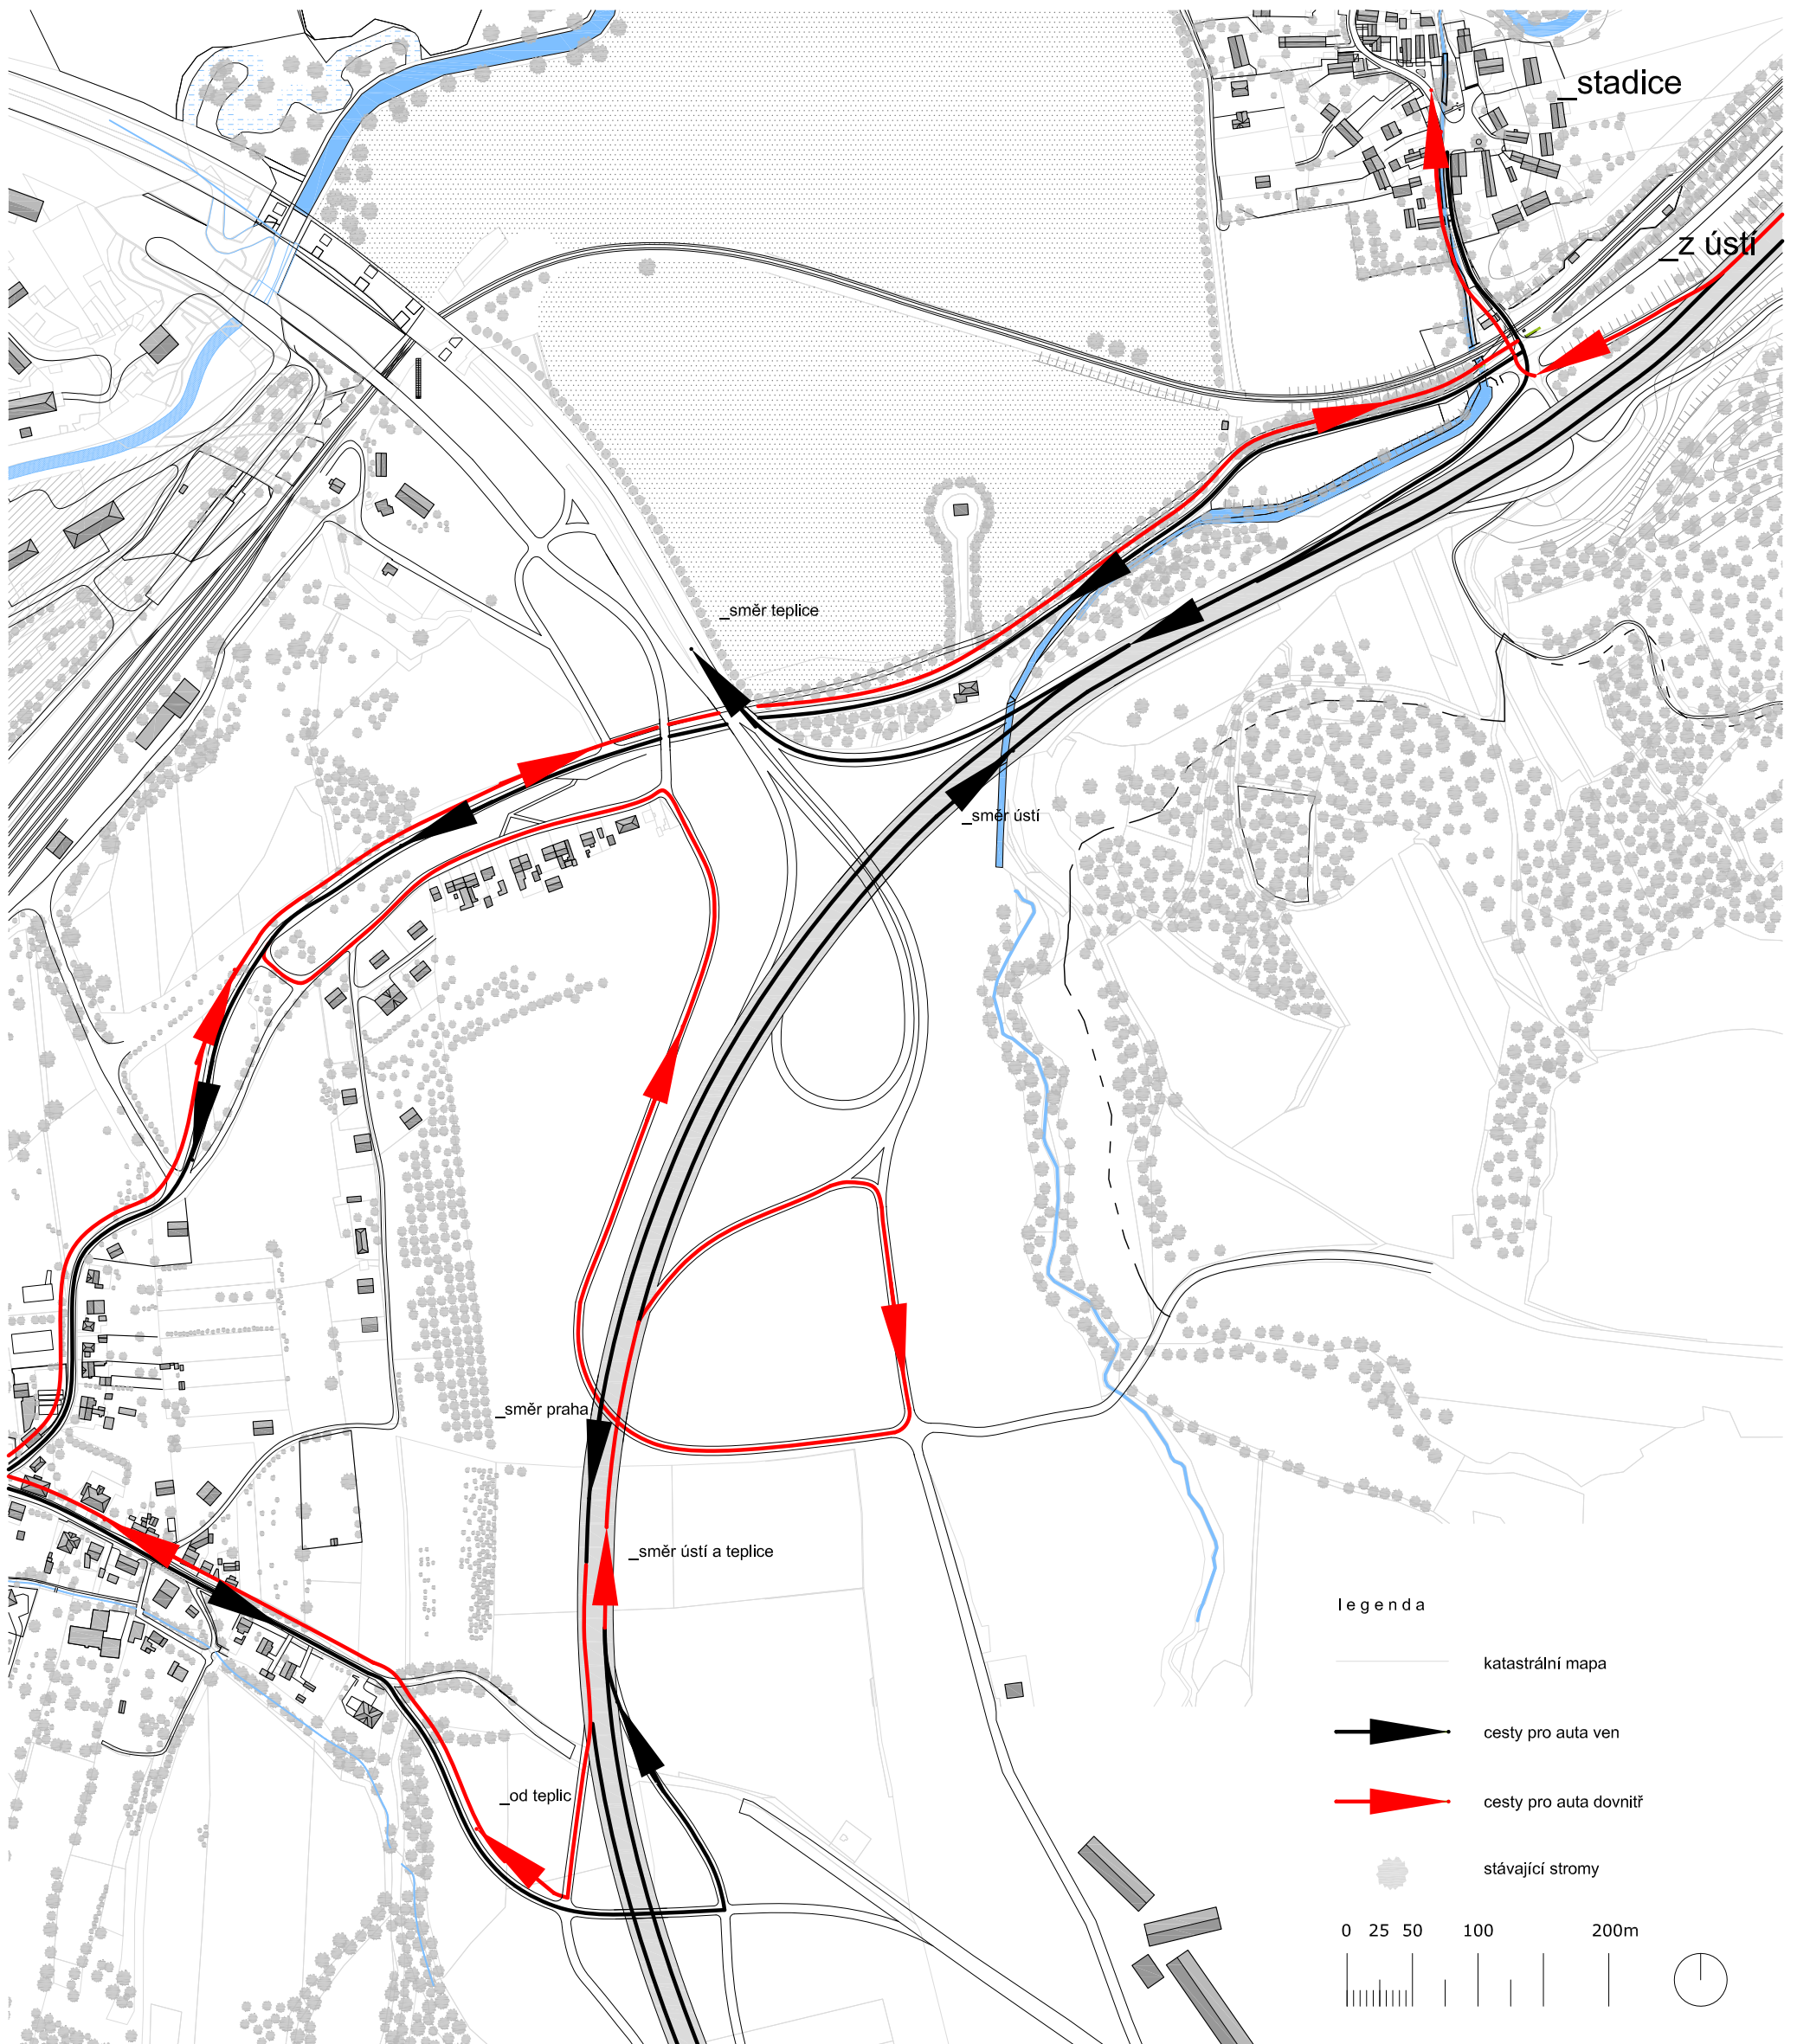 _stadice
_z ústí
_směr teplice
_směr ústí
_směr praha
_směr ústí a teplice
_od teplic
legenda
katastrální mapa
cesty pro auta ven
cesty pro auta dovnitř
stávající stromy
0 25 50 100 200m